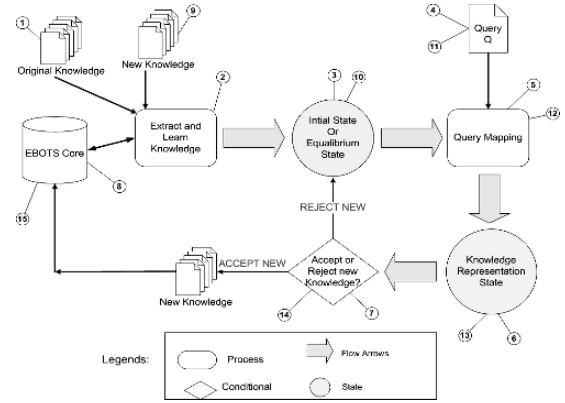 1
9
4
Query
Q
11
Original Knowledge
New Knowledge
2
3
10
5
12
Extract and
Learn
Knowledge
Intial State
Or
Equilibrium
State
Query Mapping
EBOTS Core
8
15
REJECT NEW
ACCEPT NEW
Accept or
Reject new
Knowledge?
Knowledge
Representation
State
New Knowledge
14
7
13
6
Legends:
Process
Flow Arrows
Conditional
State